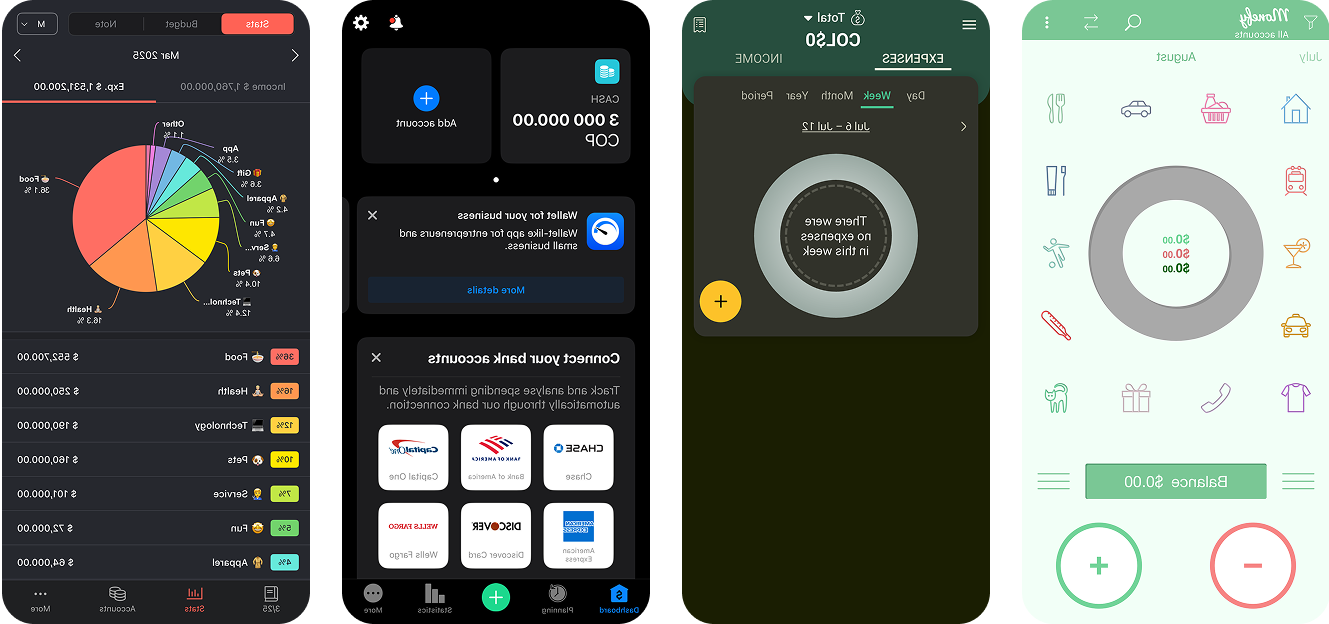 Monefy
All accounts
July
August
$0.00
$0.00
$0.00
Balance $0.00
Total
COL$0
EXPENSES
INCOME
Day
Week
Month
Year
Period
Jul 6 – Jul 12
There were
no expenses
in this week
CASH
3 000 000.00
COP
Add account
Wallet for your business
Wallet-like app for entrepreneurs and
small business.
More details
Connect your bank accounts
Track and analyse spending immediately and
automatically through our bank connection.
CHASE
Chase
BANK OF AMERICA
Bank of America
Capital One
Capital One
AMERICAN EXPRESS
American
Express
DISCOVER
Discover Card
WELLS FARGO
Wells Fargo
Dashboard
Planning
Statistics
More
Stats
Budget
Note
M
Mar 2025
Income $ 1,760,000.00
Exp. $ 1,531,200.00
Other
1.1 %
App
3.5 %
Gift
3.6 %
Apparel
4.2 %
Fun
4.7 %
Serv...
6.6 %
Pets
10.4 %
Technol...
12.4 %
Health
16.3 %
Food
36.1 %
36% Food $ 552,700.00
16% Health $ 250,000.00
12% Technology $ 190,000.00
10% Pets $ 160,000.00
7% Service $ 101,000.00
5% Fun $ 72,000.00
4% Apparel $ 64,000.00
3/25
Stats
Accounts
More